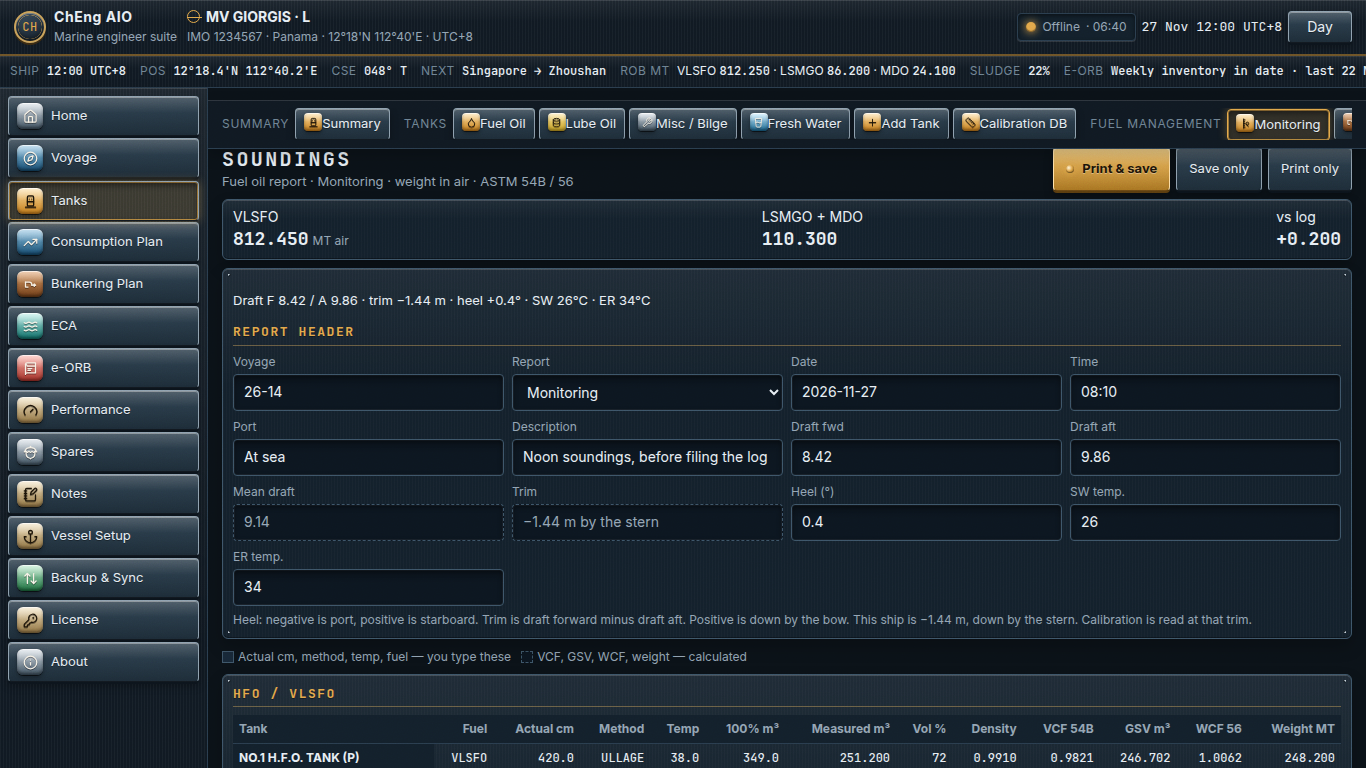 CH
ChEng AIO
Marine engineer suite
MV GIORGIS · L
IMO 1234567 · Panama · 12°18'N 112°40'E · UTC+8
Offline · 06:40
27 Nov 12:00 UTC+8
Day
SHIP 12:00 UTC+8 POS 12°18.4'N 112°40.2'E CSE 048° T NEXT Singapore → Zhoushan ROB MT VLSFO 812.250 · LSMGO 86.200 · MDO 24.100 SLUDGE 22% E-ORB Weekly inventory in date · last 22
Home
Voyage
Tanks
Consumption Plan
Bunkering Plan
ECA
e-ORB
Performance
Spares
Notes
Vessel Setup
Backup & Sync
License
About
SUMMARY Summary TANKS Fuel Oil Lube Oil Misc / Bilge Fresh Water Add Tank Calibration DB FUEL MANAGEMENT Monitoring
SOUNDINGS
Fuel oil report · Monitoring · weight in air · ASTM 54B / 56
Print & save Save only Print only
VLSFO LSMGO + MDO vs log
812.450 MT air 110.300 +0.200
Draft F 8.42 / A 9.86 · trim −1.44 m · heel +0.4° · SW 26°C · ER 34°C
REPORT HEADER
Voyage Report Date Time
26-14 Monitoring 2026-11-27 08:10
Port Description Draft fwd Draft aft
At sea Noon soundings, before filing the log 8.42 9.86
Mean draft Trim Heel (°) SW temp.
9.14 −1.44 m by the stern 0.4 26
ER temp.
34
Heel: negative is port, positive is starboard. Trim is draft forward minus draft aft. Positive is down by the bow. This ship is −1.44 m, down by the stern. Calibration is read at that trim.
Actual cm, method, temp, fuel — you type these VCF, GSV, WCF, weight — calculated
HFO / VLSFO
Tank Fuel Actual cm Method Temp 100% m³ Measured m³ Vol % Density VCF 54B GSV m³ WCF 56 Weight MT
NO.1 H.F.O. TANK (P) VLSFO 420.0 ULLAGE 38.0 349.0 251.200 72 0.9910 0.9821 246.702 1.0062 248.200